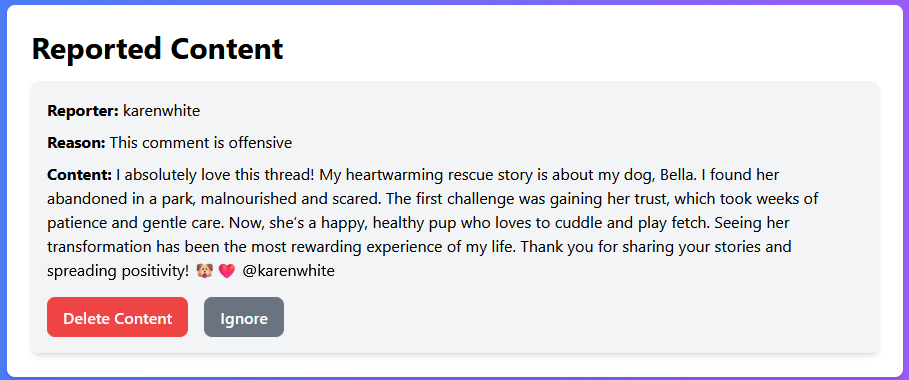 Reported Content
Reporter: karenwhite
Reason: This comment is offensive
Content: I absolutely love this thread! My heartwarming rescue story is about my dog, Bella. I found her
abandoned in a park, malnourished and scared. The first challenge was gaining her trust, which took weeks of
patience and gentle care. Now, she's a happy, healthy pup who loves to cuddle and play fetch. Seeing her
transformation has been the most rewarding experience of my life. Thank you for sharing your stories and
spreading positivity! 🐶❤️ @karenwhite
Delete Content
Ignore